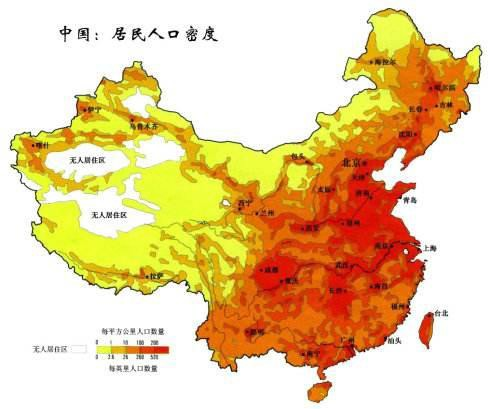 中国：居民人口密度
海拉尔
哈尔滨
长春
吉林
沈阳
伊宁
乌鲁木齐
喀什
无人居住区
无人居住区
包头
北京
天津
太原
济南
青岛
西宁
兰州
西安
郑州
南京
上海
成都
重庆
武汉
拉萨
长沙
南昌
福州
台北
昆明
广州
汕头
南宁
每平方公里人口数量
无人居住区
0 1 10 100 200
0 2.6 26 260 520
每英里人口数量